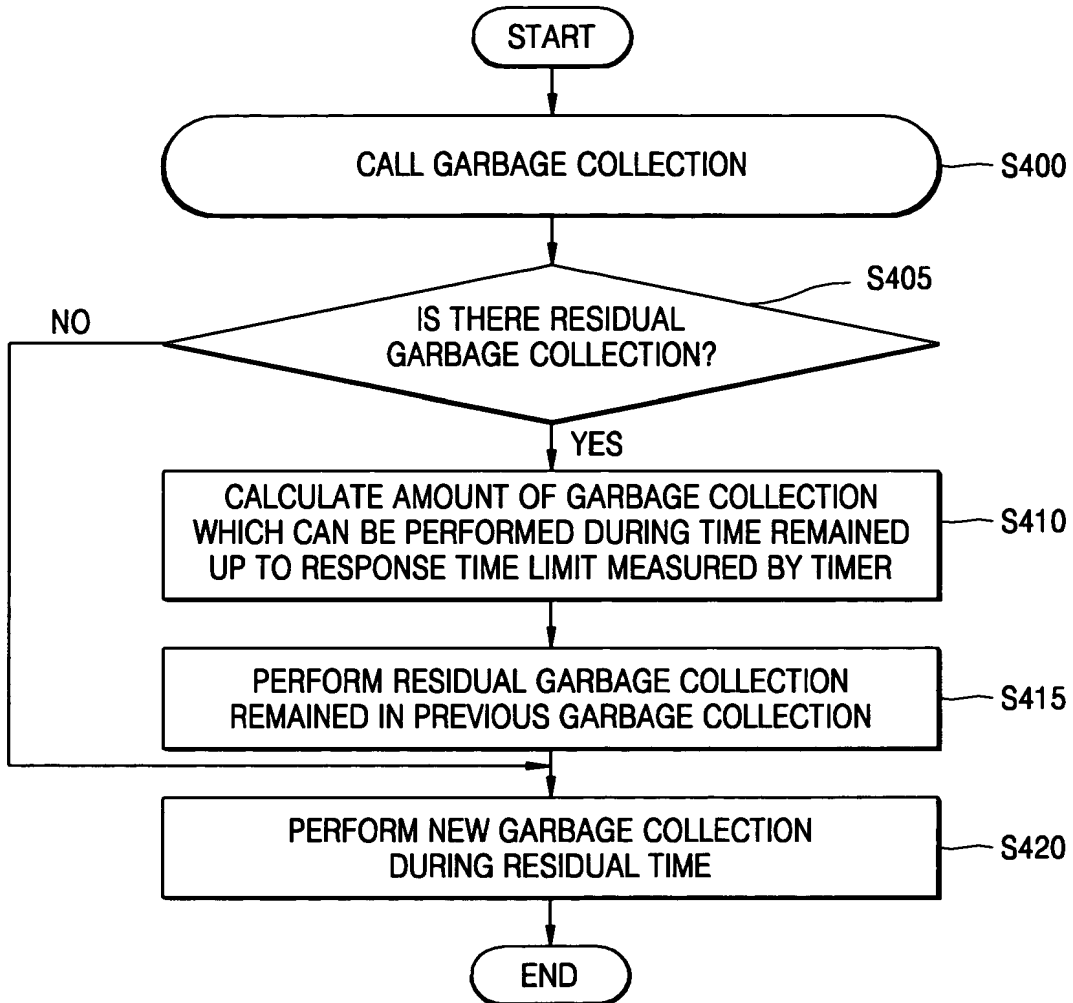 START
CALL GARBAGE COLLECTION
S400
S405
IS THERE RESIDUAL
GARBAGE COLLECTION?
NO
YES
CALCULATE AMOUNT OF GARBAGE COLLECTION
WHICH CAN BE PERFORMED DURING TIME REMAINED
UP TO RESPONSE TIME LIMIT MEASURED BY TIMER
S410
PERFORM RESIDUAL GARBAGE COLLECTION
REMAINED IN PREVIOUS GARBAGE COLLECTION
S415
PERFORM NEW GARBAGE COLLECTION
DURING RESIDUAL TIME
S420
END